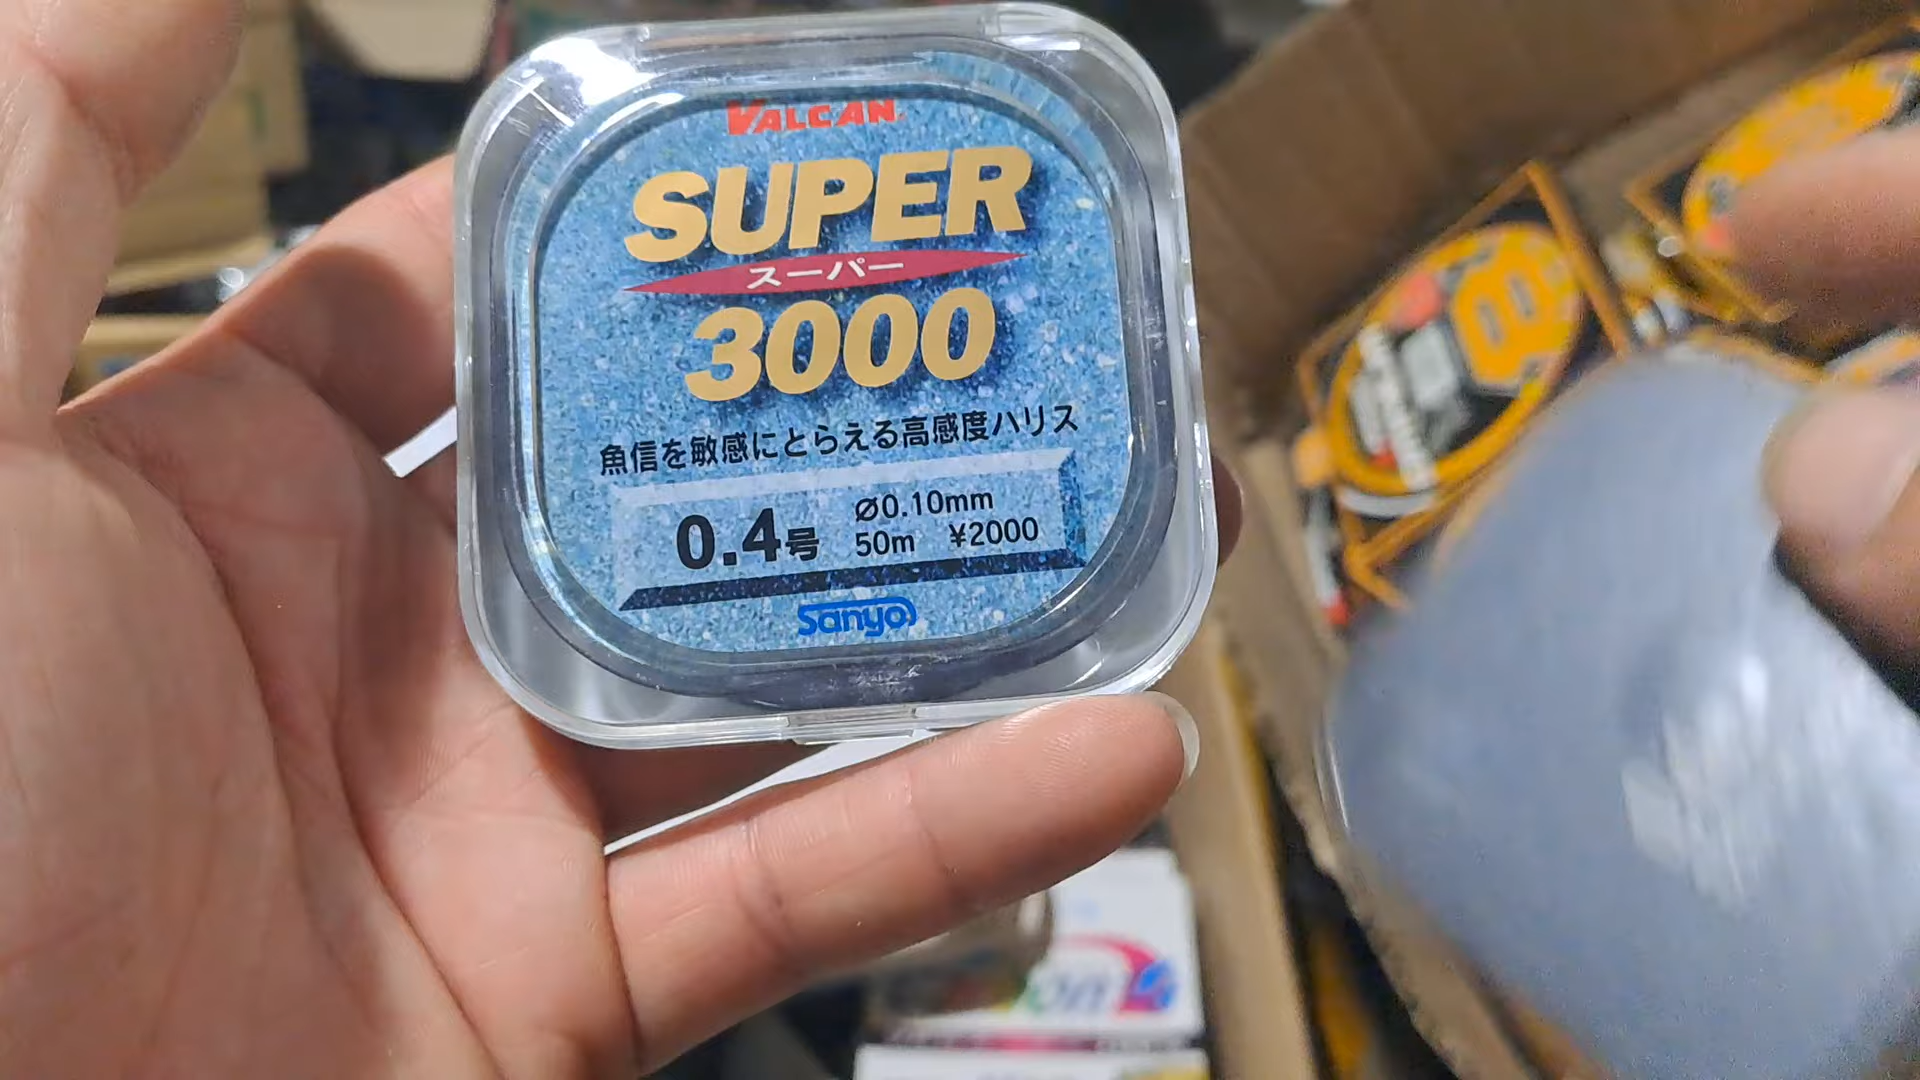 VALCAN
SUPER
スーパー
3000
魚信を敏感にとらえる高感度ハリス
0.4号 Ø0.10mm
50m ¥2000
Sanyo